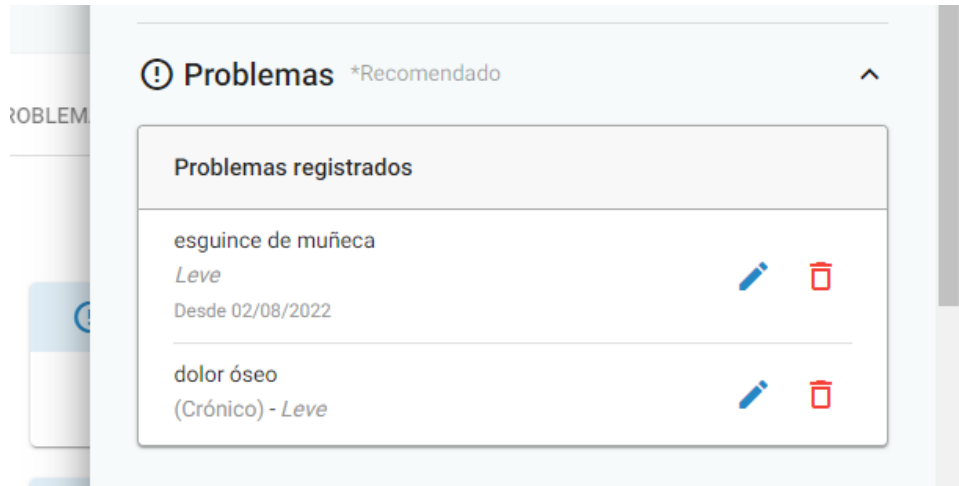 Problemas *Recomendado
ROBLEM
Problemas registrados
esguince de muñeca
Leve
Desde 02/08/2022
dolor óseo
(Crónico) - Leve